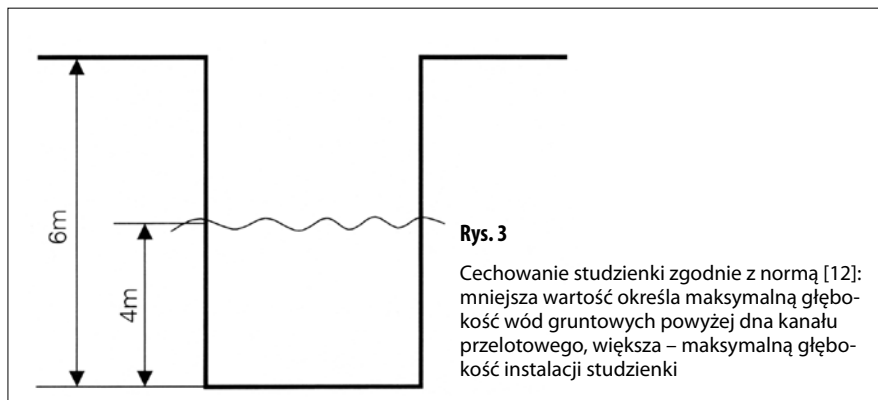 6m
4m
Rys. 3
Cechowanie studzienki zgodnie z normą [12]:
mniejsza wartość określa maksymalną głębo-
kość wód gruntowych powyżej dna kanału
przelotowego, większa – maksymalną głębo-
kość instalacji studzienki